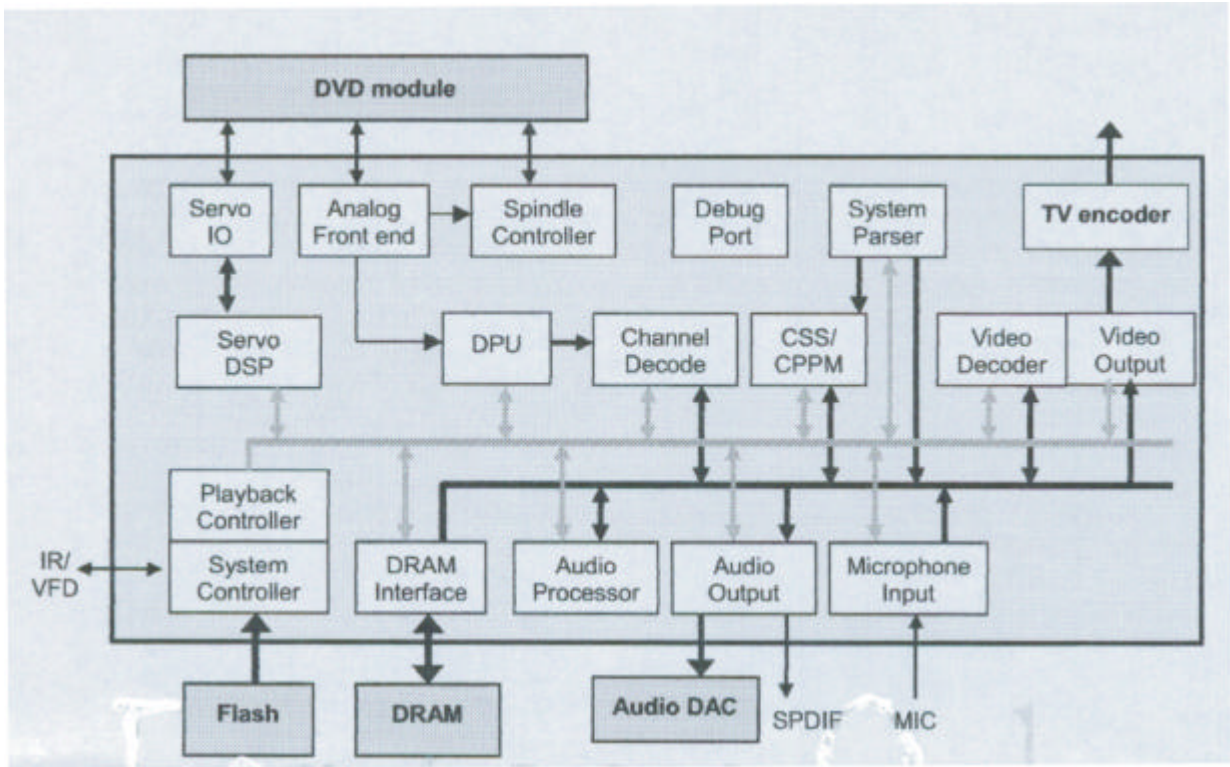 DVD module
Servo
IO
Analog
Front end
Spindle
Controller
Debug
Port
System
Parser
TV encoder
Servo
DSP
DPU
Channel
Decode
CSS/
CPPM
Video
Decoder
Video
Output
Playback
Controller
IR/
VFD
System
Controller
DRAM
Interface
Audio
Processor
Audio
Output
Microphone
Input
Flash
DRAM
Audio DAC
SPDIF
MIC